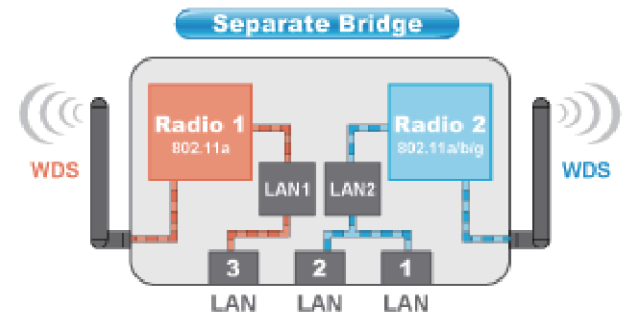 Separate Bridge
Radio 1
802.11a
Radio 2
802.11a/b/g
WDS
WDS
LAN1
LAN2
3
2
1
LAN
LAN
LAN